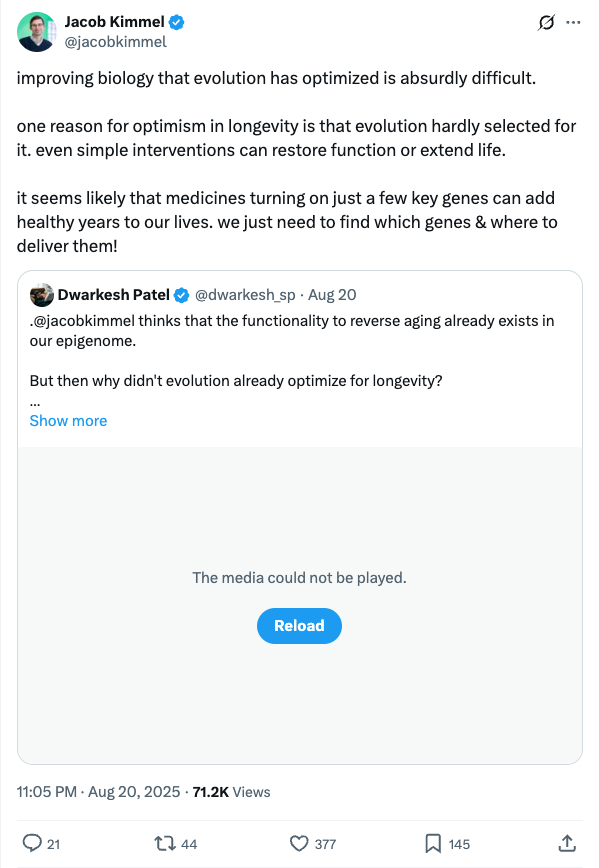 Jacob Kimmel
@jacobkimmel
improving biology that evolution has optimized is absurdly difficult.
one reason for optimism in longevity is that evolution hardly selected for
it. even simple interventions can restore function or extend life.
it seems likely that medicines turning on just a few key genes can add
healthy years to our lives. we just need to find which genes & where to
deliver them!
Dwarkesh Patel @dwarkesh_sp · Aug 20
.@jacobkimmel thinks that the functionality to reverse aging already exists in
our epigenome.
But then why didn't evolution already optimize for longevity?
...
Show more
The media could not be played.
Reload
11:05 PM · Aug 20, 2025 · 71.2K Views
21 44 377 145